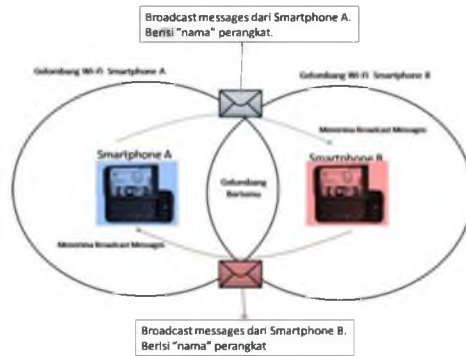 Broadcast messages dari Smartphone A.
Berisi "nama" perangkat.
Gelombang Wi-Fi Smartphone A
Gelombang Wi-Fi Smartphone B
Menerima Broadcast Messages
Smartphone A
Smartphone B
Gelombang
Bertemu
Menerima Broadcast Messages
Broadcast messages dari Smartphone B.
Berisi "nama" perangkat